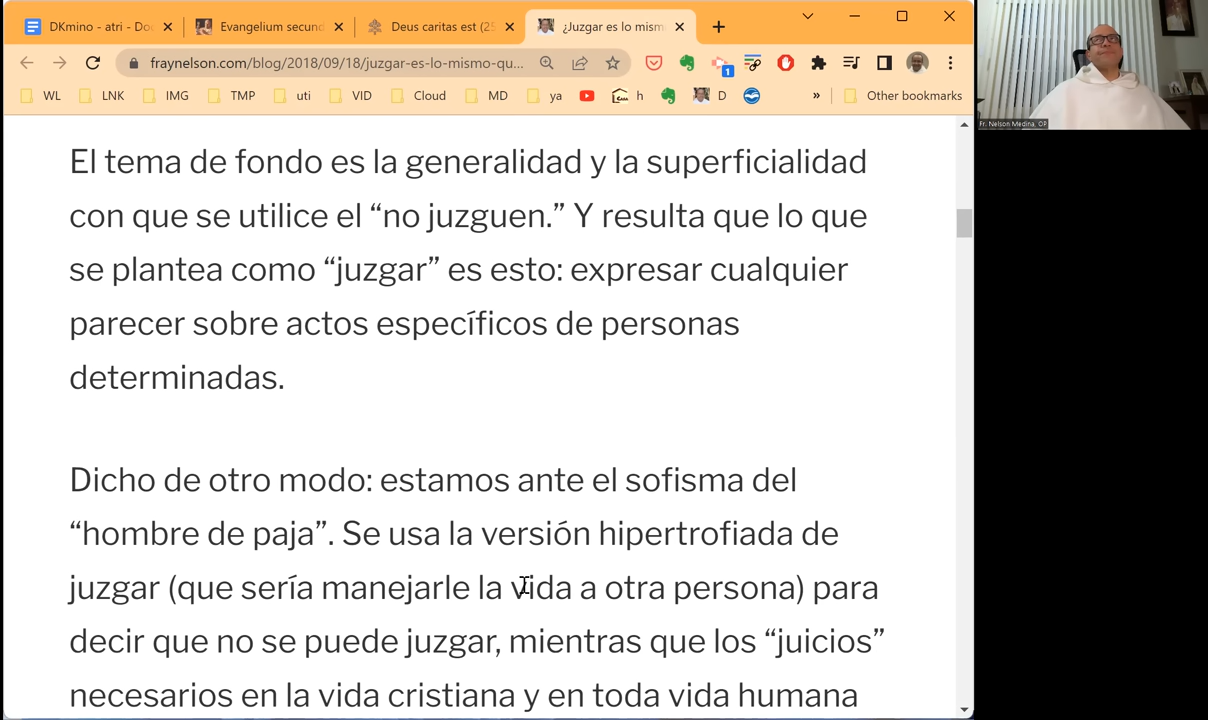 DKmino - atri - Do
Evangelium secun
Deus caritas est (25
¿Juzgar es lo mism
fraynelson.com/blog/2018/09/18/juzgar-es-lo-mismo-qu...
1
WL
LNK
IMG
TMP
uti
VID
Cloud
MD
ya
h
D
»
Other bookmarks
Fr. Nelson Medina, OP
El tema de fondo es la generalidad y la superficialidad
con que se utilice el “no juzguen.” Y resulta que lo que
se plantea como “juzgar” es esto: expresar cualquier
parecer sobre actos específicos de personas
determinadas.
Dicho de otro modo: estamos ante el sofisma del
“hombre de paja”. Se usa la versión hipertrofiada de
juzgar (que sería manejarle la vida a otra persona) para
decir que no se puede juzgar, mientras que los “juicios”
necesarios en la vida cristiana y en toda vida humana